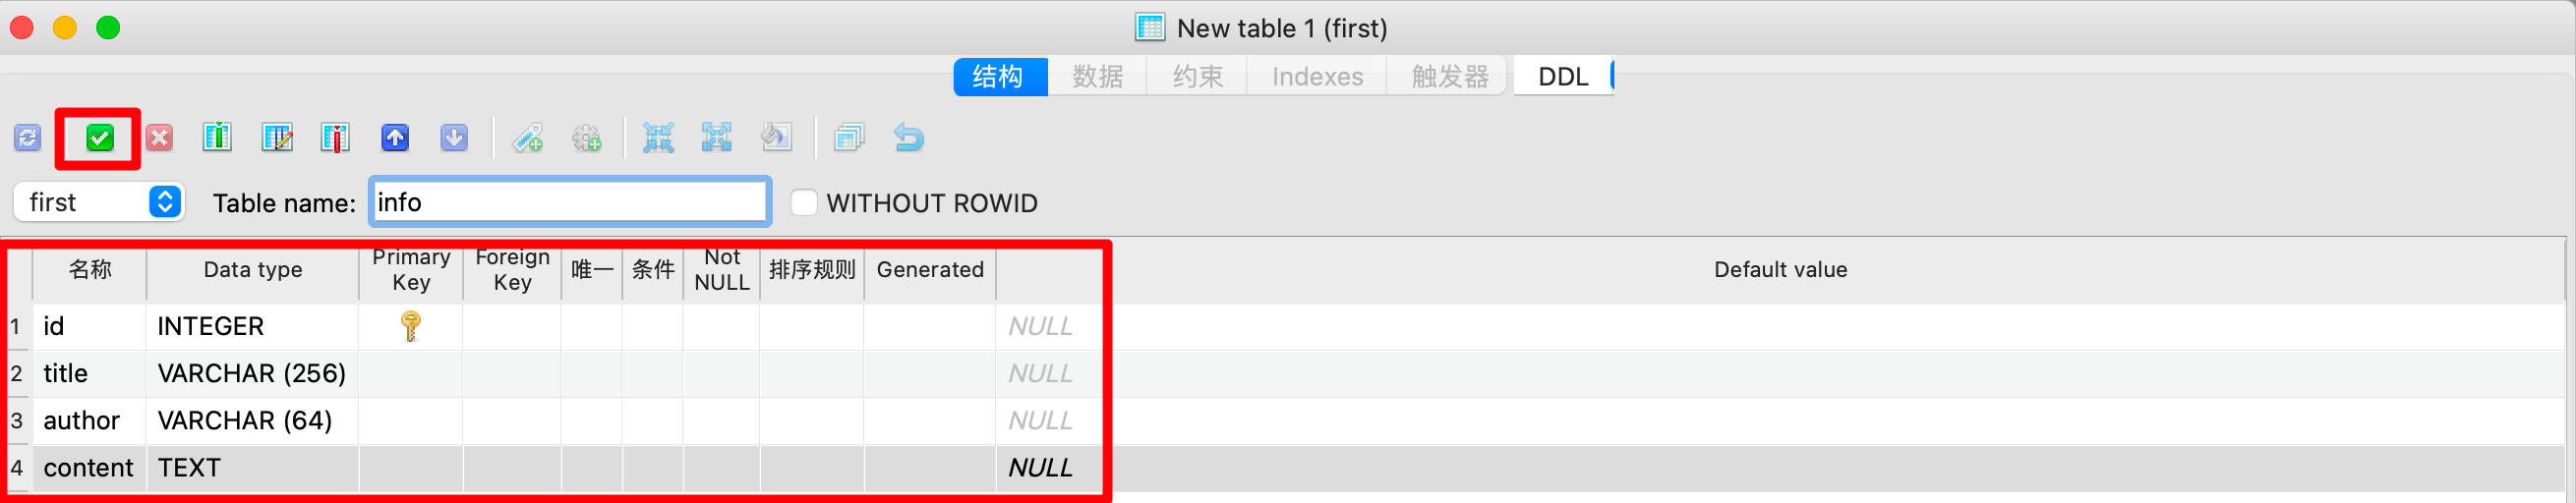 New table 1 (first)
结构 数据 约束 Indexes 触发器 DDL
first Table name: info WITHOUT ROWID
名称 Data type Primary Key Foreign Key 唯一 条件 Not NULL 排序规则 Generated Default value
1 id INTEGER NULL
2 title VARCHAR (256) NULL
3 author VARCHAR (64) NULL
4 content TEXT NULL